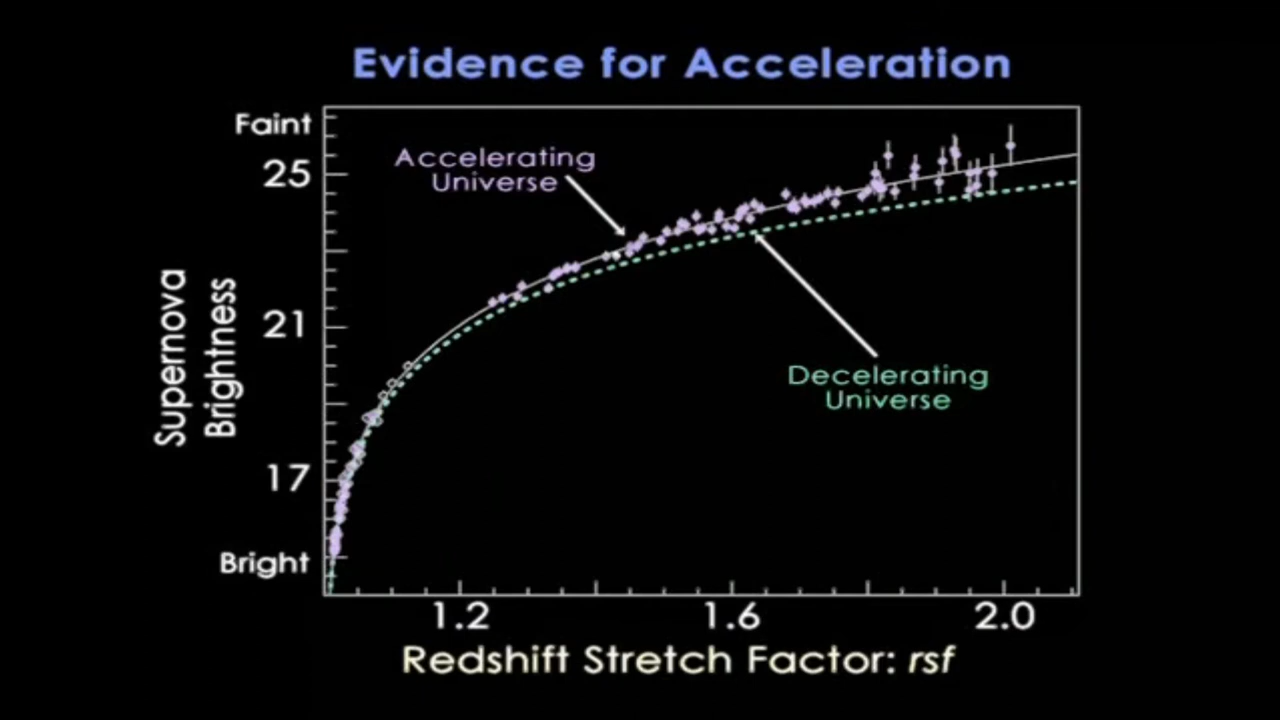 Evidence for Acceleration
Faint
25
21
17
Bright
Supernova
Brightness
Accelerating
Universe
Decelerating
Universe
1.2
1.6
2.0
Redshift Stretch Factor: rsf